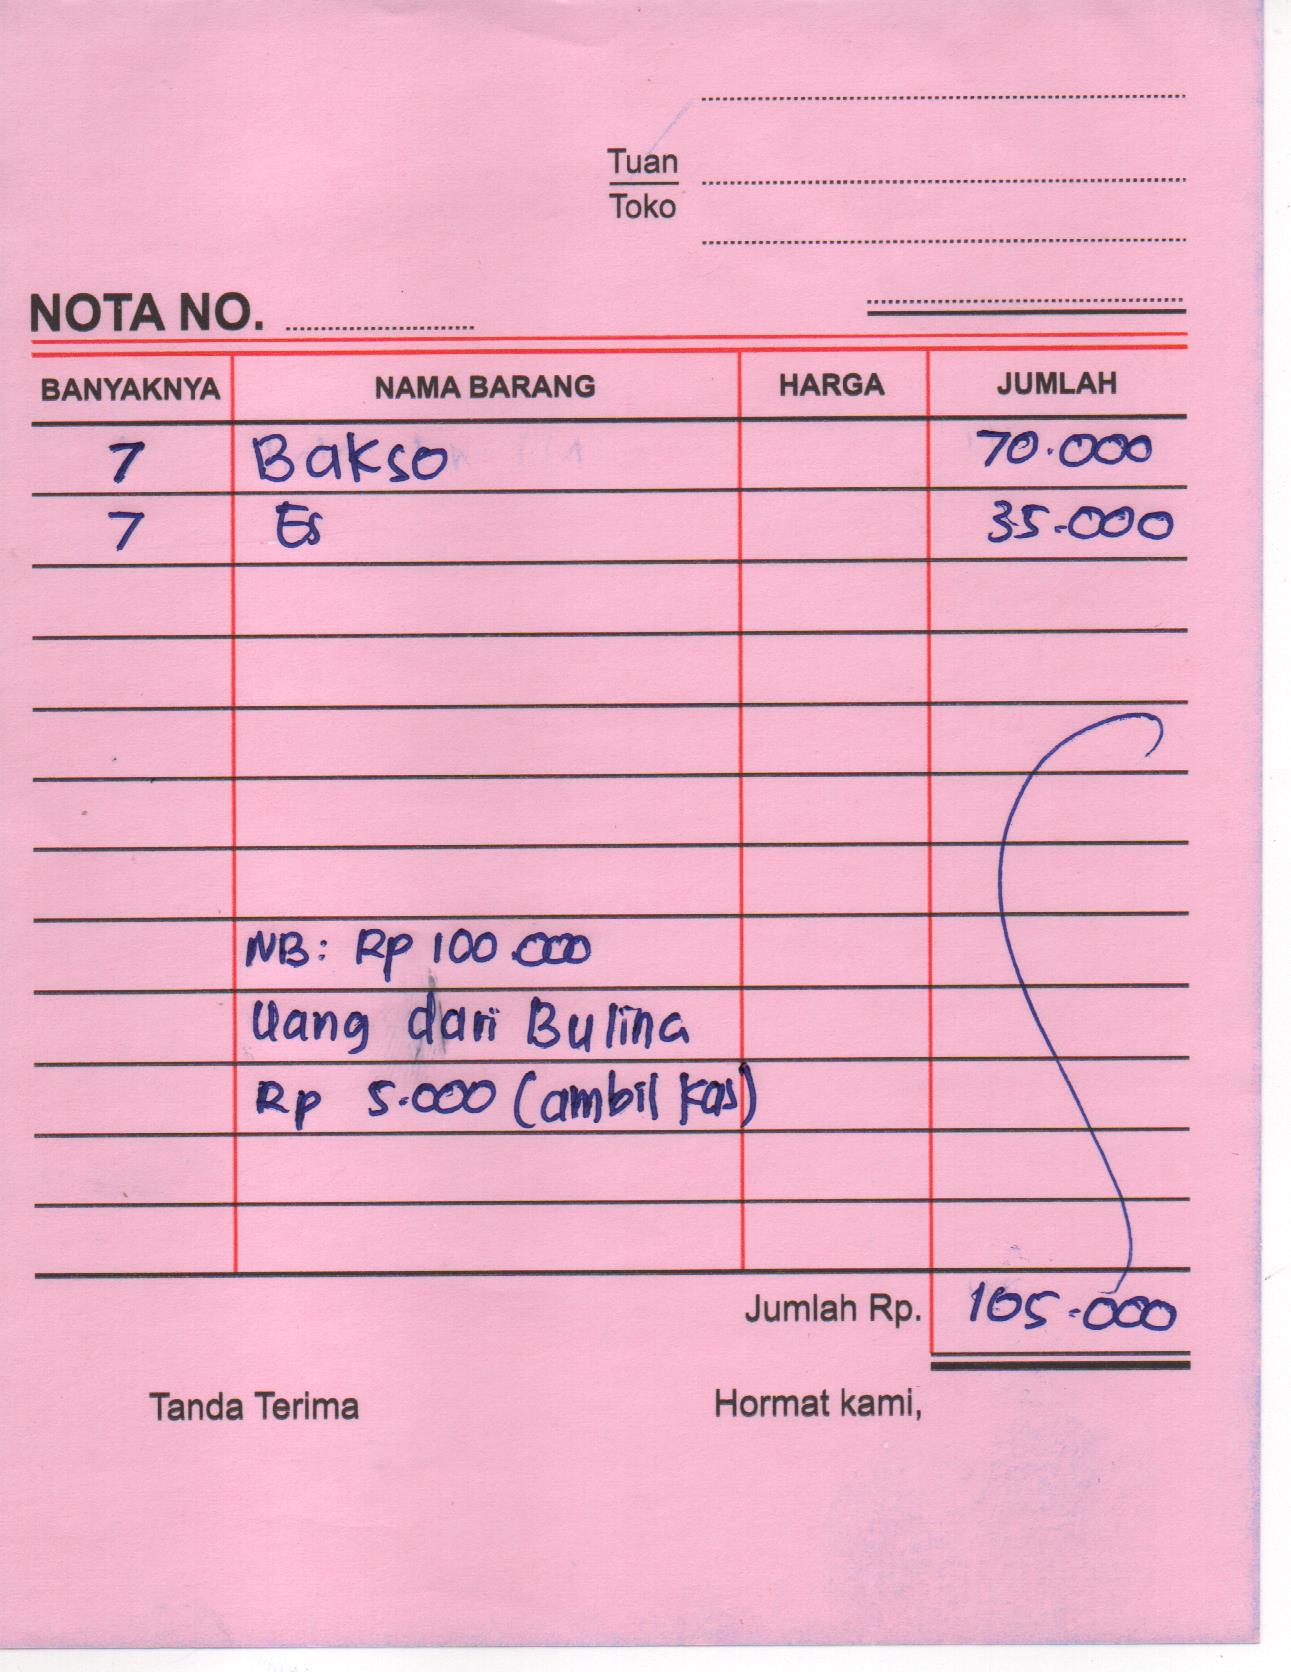 Tuan
Toko
NOTA NO.
BANYAKNYA NAMA BARANG HARGA JUMLAH
7 Bakso 70.000
7 Es 35.000
NB: Rp 100.000
Uang dari Bulina
Rp 5.000 (ambil kas)
Jumlah Rp. 105.000
Tanda Terima Hormat kami,